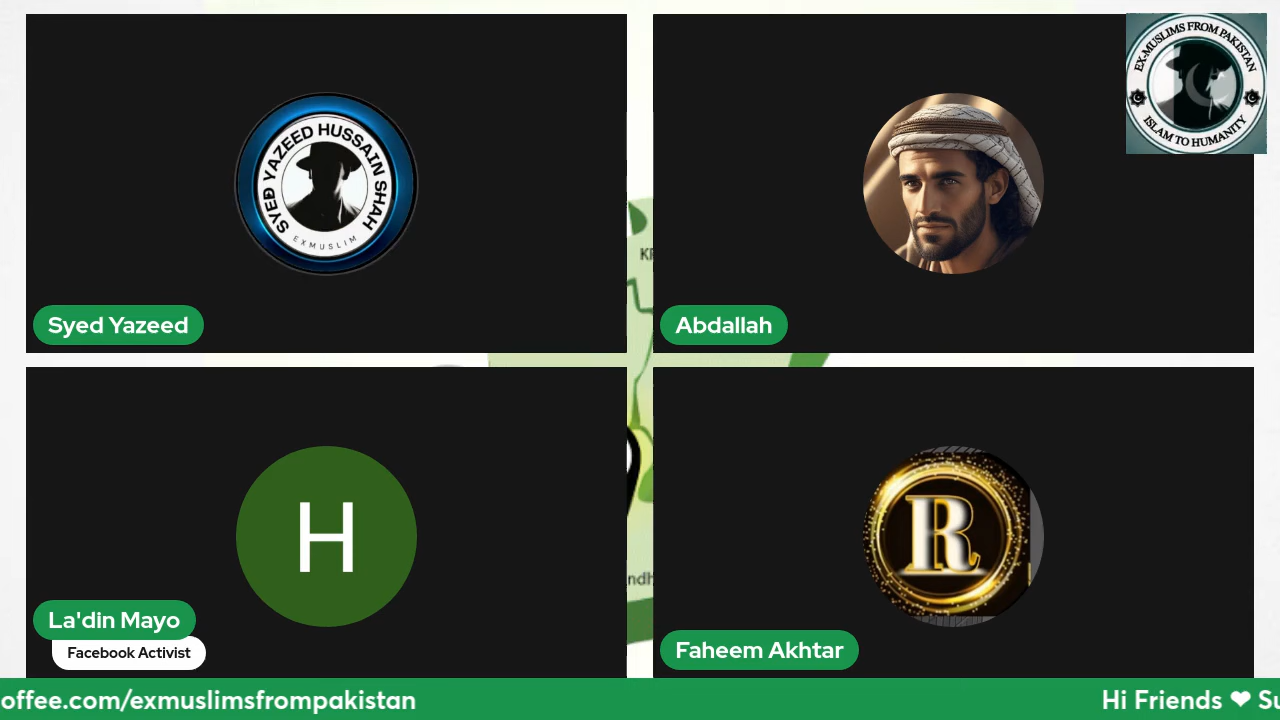 EX-MUSLIMS FROM PAKISTAN
ISLAM TO HUMANITY
SYED YAZEED HUSSAIN SHAH
EXMUSLIM
Syed Yazeed
Abdallah
H
R
La'din Mayo
Facebook Activist
Faheem Akhtar
offee.com/exmuslimsfrompakistan
Hi Friends ❤ Su